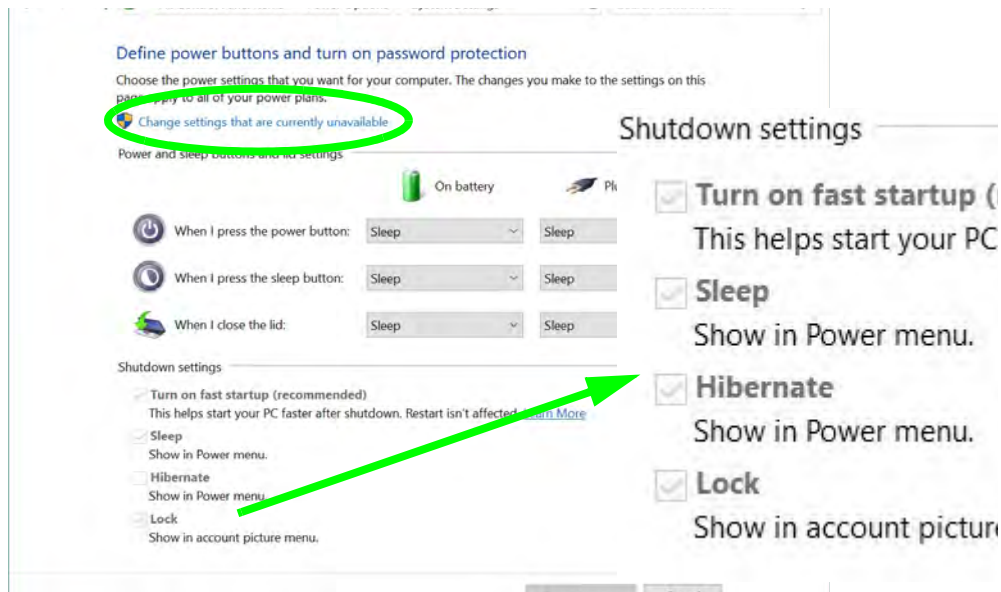 Define power buttons and turn on password protection
Choose the power settings that you want for your computer. The changes you make to the settings on this
page apply to all of your power plans.
Change settings that are currently unavailable
Power and sleep buttons and lid settings
On battery
When I press the power button: Sleep Sleep
When I press the sleep button: Sleep Sleep
When I close the lid: Sleep Sleep
Shutdown settings
Turn on fast startup (recommended)
This helps start your PC faster after shutdown. Restart isn't affected. Learn More
Sleep
Show in Power menu.
Hibernate
Show in Power menu.
Lock
Show in account picture menu.
Shutdown settings
Turn on fast startup (
This helps start your PC
Sleep
Show in Power menu.
Hibernate
Show in Power menu.
Lock
Show in account picture